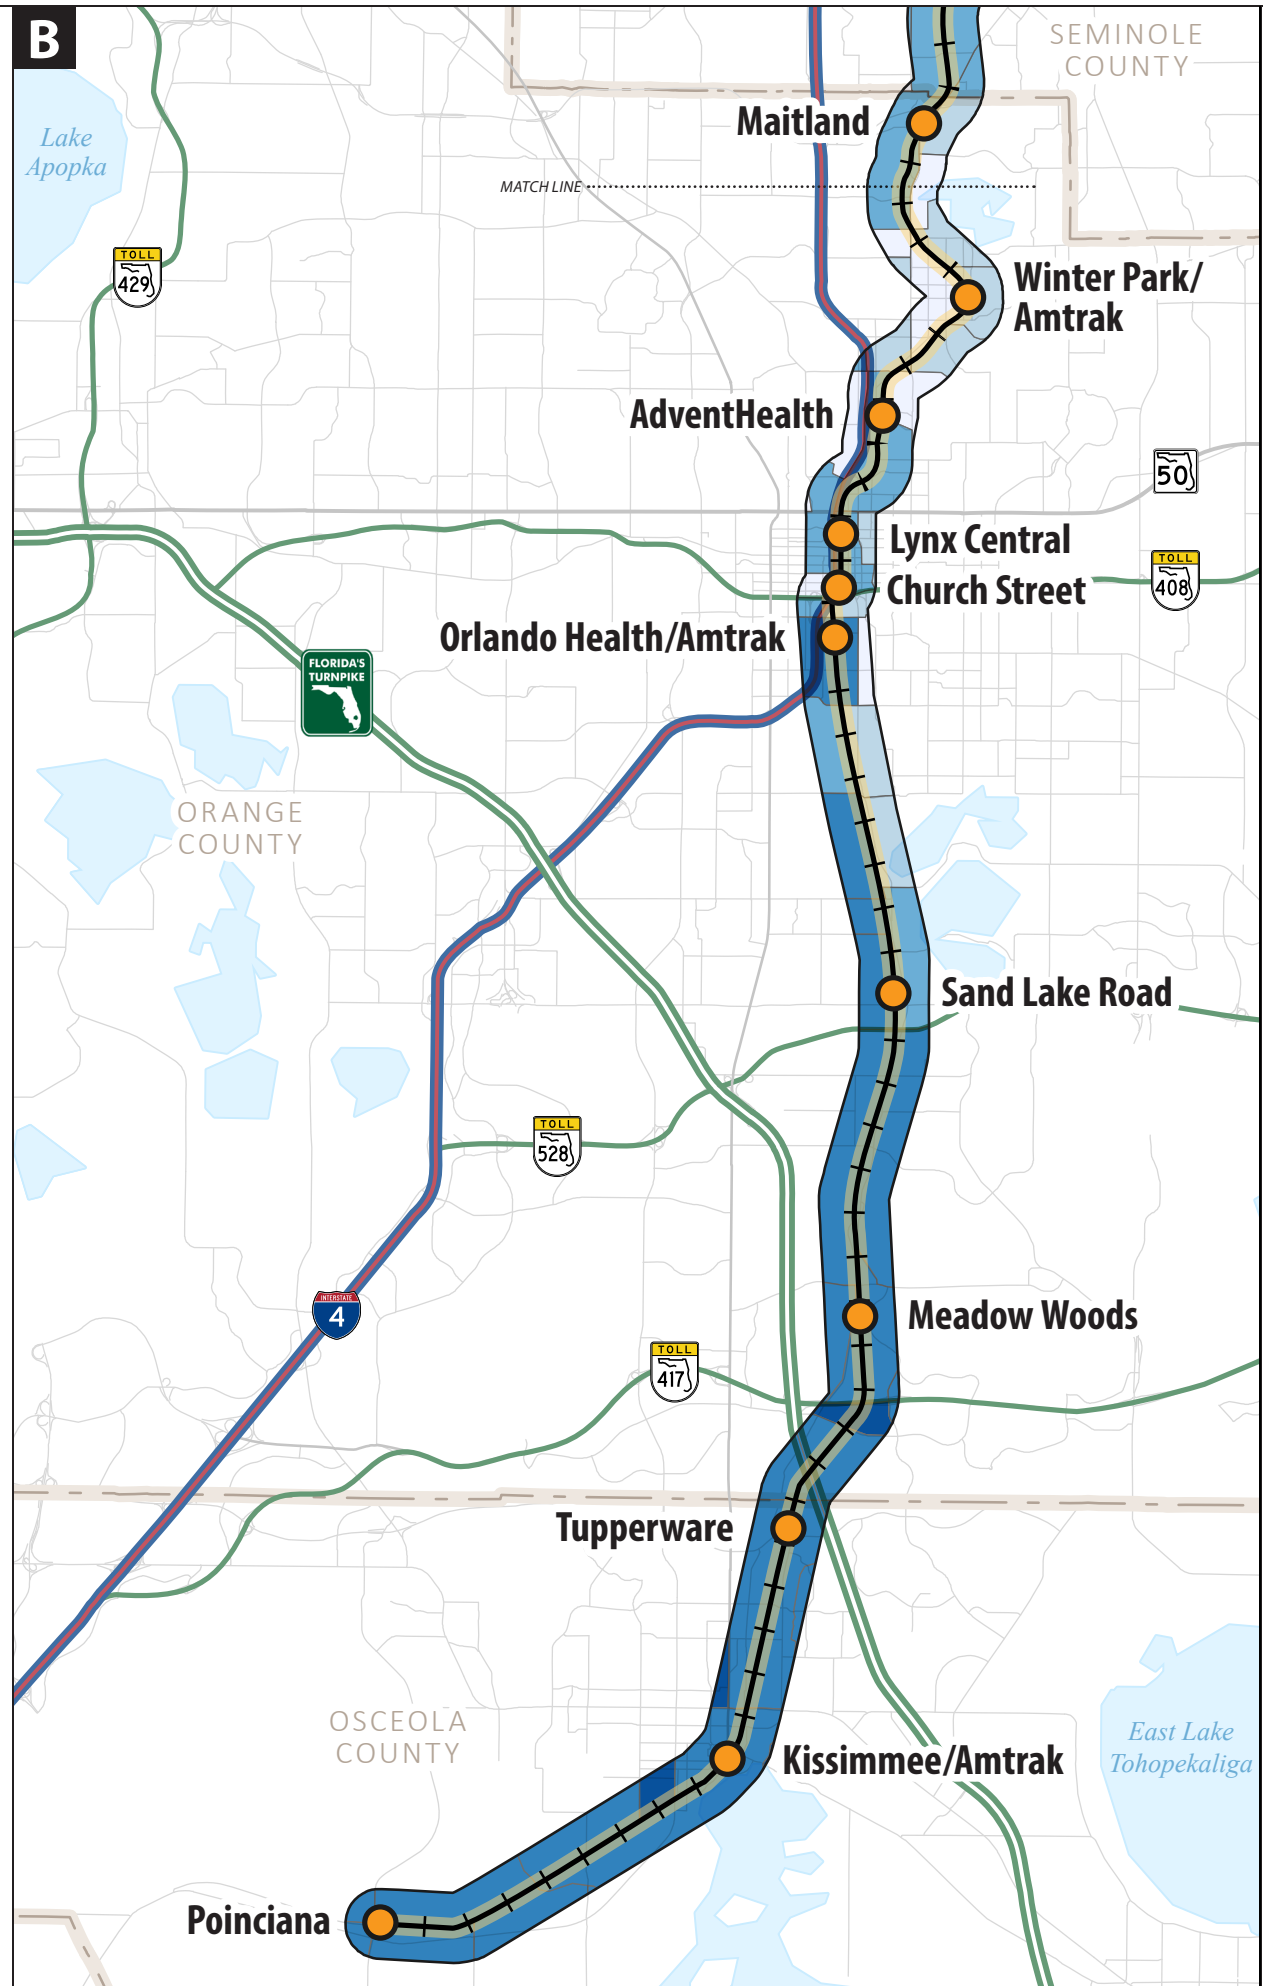 B
SEMINOLE
COUNTY
Maitland
Lake
Apopka
MATCH LINE
TOLL
429
Winter Park/
Amtrak
AdventHealth
50
Lynx Central
TOLL
408
Church Street
Orlando Health/Amtrak
FLORIDA'S
TURNPIKE
ORANGE
COUNTY
Sand Lake Road
TOLL
528
INTERSTATE
4
Meadow Woods
TOLL
417
Tupperware
OSCEOLA
COUNTY
East Lake
Tohopekaliga
Kissimmee/Amtrak
Poinciana